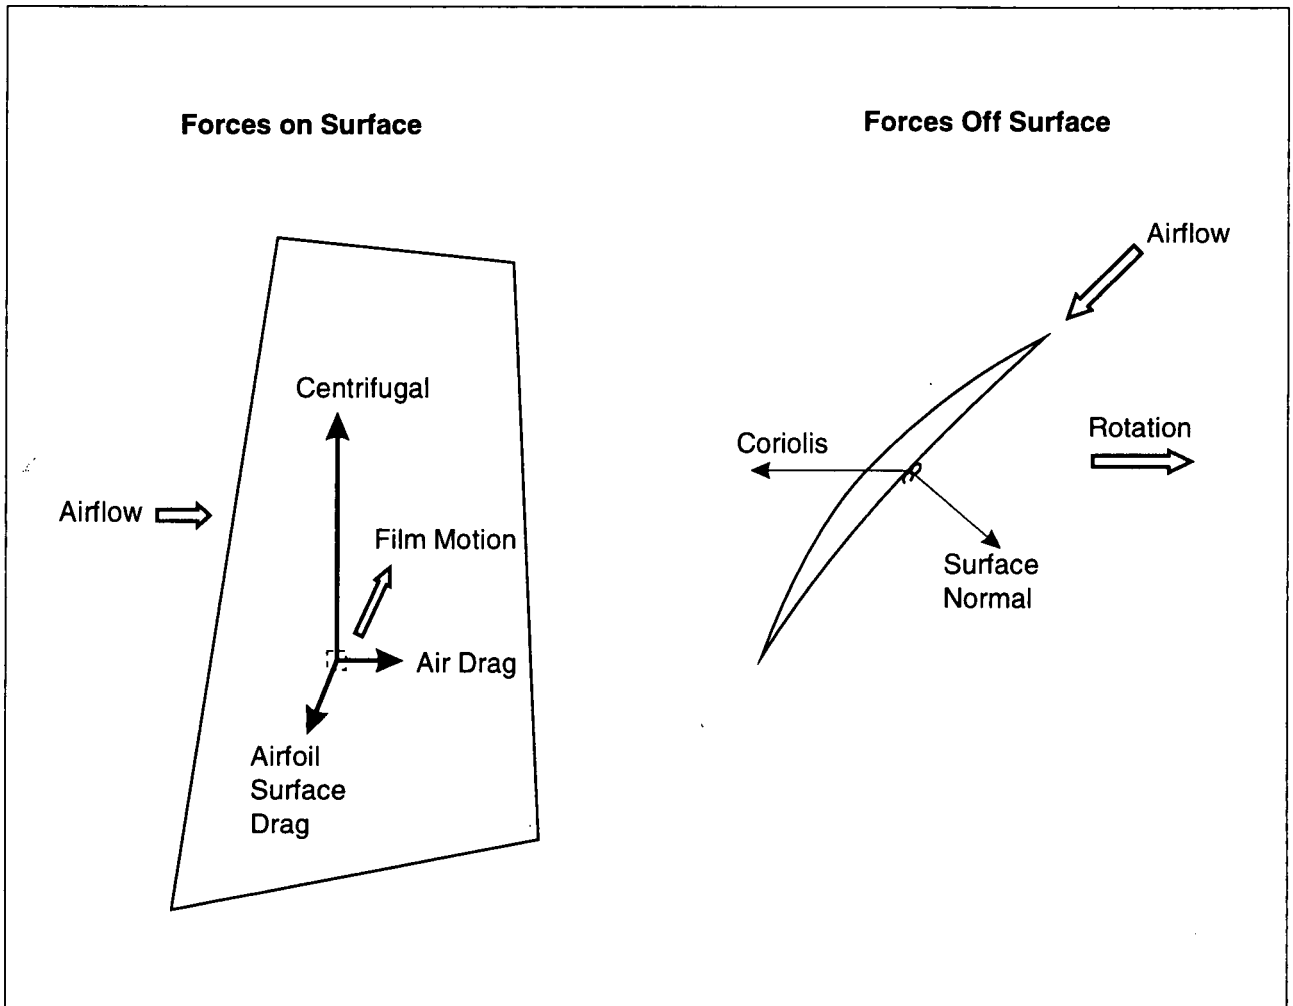 Forces on Surface
Centrifugal
Airflow
Film Motion
Air Drag
Airfoil
Surface
Drag
Forces Off Surface
Airflow
Coriolis
Rotation
Surface
Normal